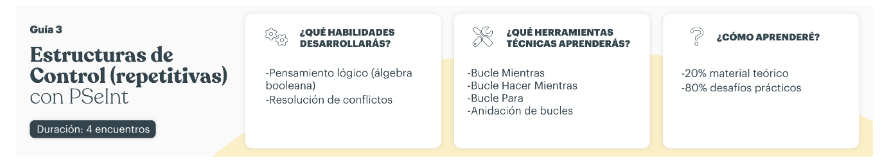 Guía 3
Estructuras de
Control (repetitivas)
con PSeInt
Duración: 4 encuentros
¿QUÉ HABILIDADES
DESARROLLARÁS?
-Pensamiento lógico (álgebra
booleana)
-Resolución de conflictos
¿QUÉ HERRAMIENTAS
TÉCNICAS APRENDERÁS?
-Bucle Mientras
-Bucle Hacer Mientras
-Bucle Para
-Anidación de bucles
¿CÓMO APRENDERÉ?
-20% material teórico
-80% desafíos prácticos